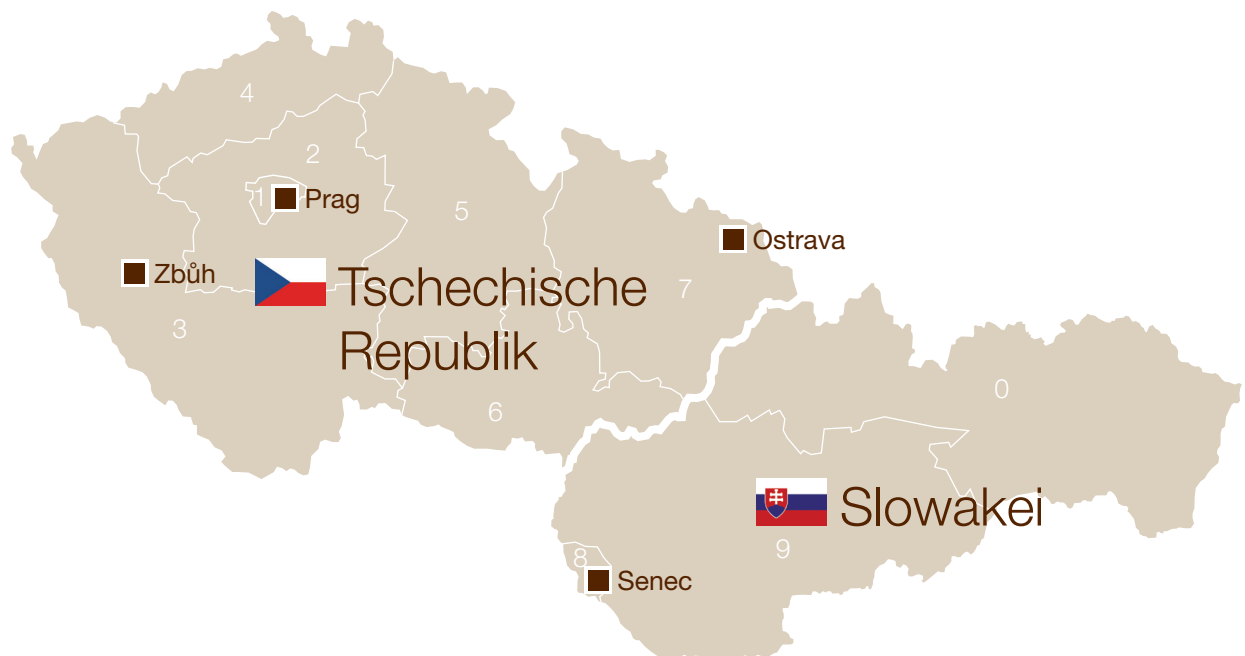 4
2
1
Prag
5
Ostrava
Zbůh
Tschechische
Republik
7
3
6
0
Slowakei
9
8
Senec